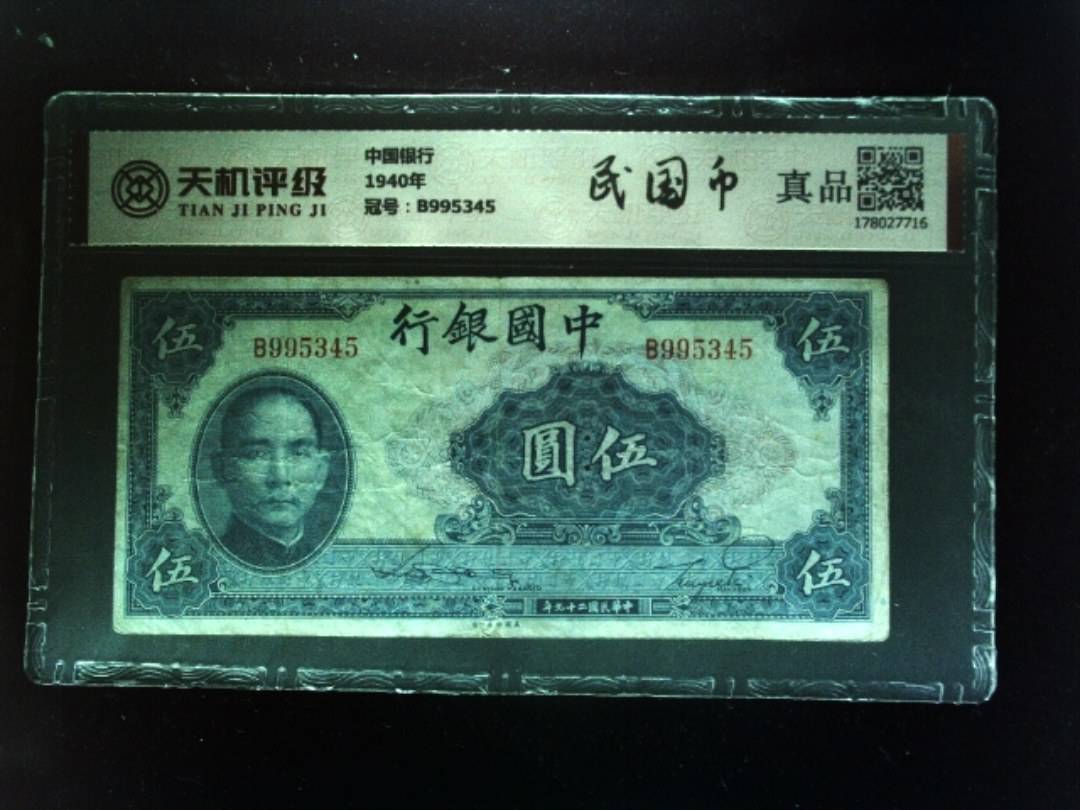 天机评级
TIAN JI PING JI
中国银行
1940年
冠号：B995345
民国币
真品
178027716
行銀國中
伍
B995345
B995345
伍
圓伍
伍
伍
年九十二國民華中